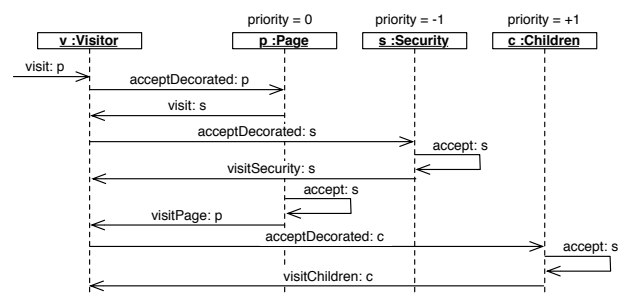 priority = 0 priority = -1 priority = +1
v :Visitor p :Page s :Security c :Children
visit: p
acceptDecorated: p
visit: s
acceptDecorated: s
accept: s
visitSecurity: s
accept: s
visitPage: p
acceptDecorated: c
accept: s
visitChildren: c